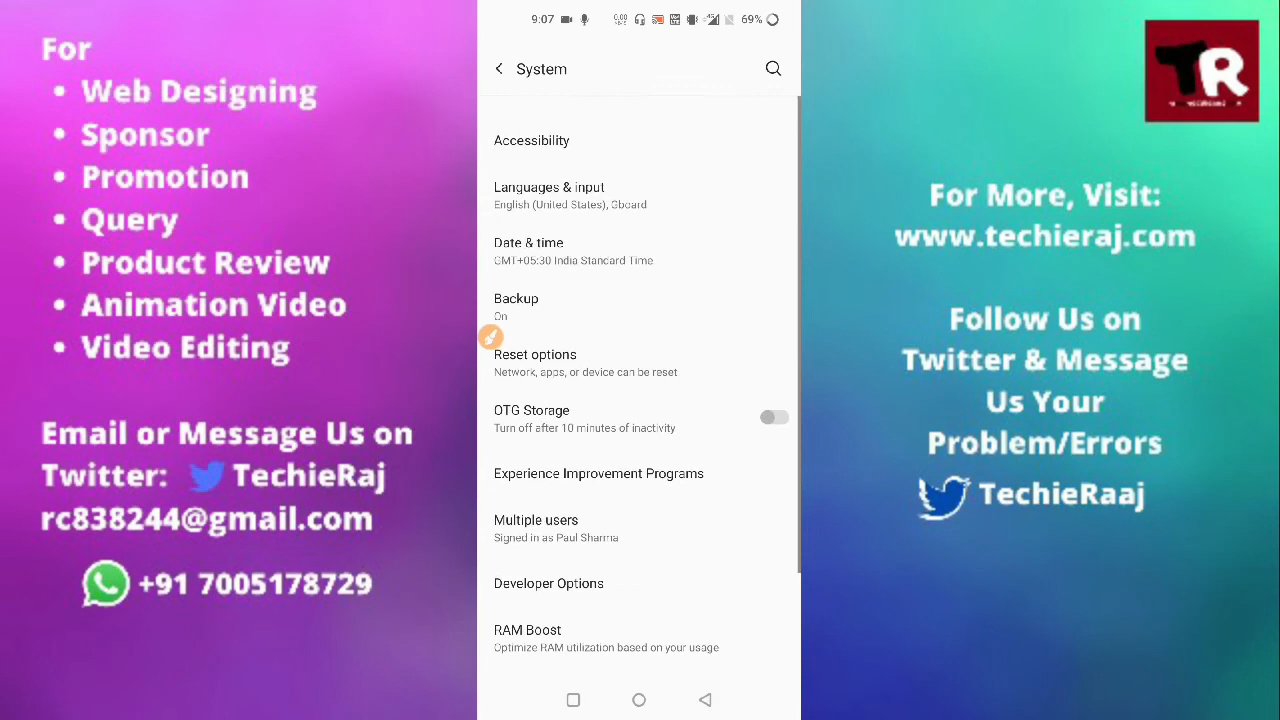 For
• Web Designing
• Sponsor
• Promotion
• Query
• Product Review
• Animation Video
• Video Editing
Email or Message Us on
Twitter: TechieRaj
rc838244@gmail.com
+91 7005178729
9:07
69%
System
Accessibility
Languages & input
English (United States), Gboard
Date & time
GMT+05:30 India Standard Time
Backup
On
Reset options
Network, apps, or device can be reset
OTG Storage
Turn off after 10 minutes of inactivity
Experience Improvement Programs
Multiple users
Signed in as Paul Sharma
Developer Options
RAM Boost
Optimize RAM utilization based on your usage
TR
For More, Visit:
www.techieraj.com
Follow Us on
Twitter & Message
Us Your
Problem/Errors
TechieRaaj